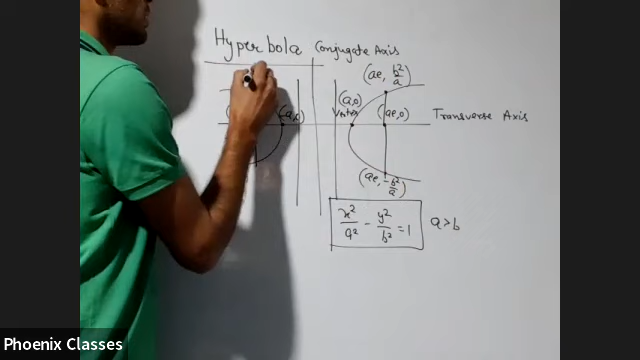 Hyperbola Conjugate Axis
(ae, b²/a)
(a,0)
vertex
(ae,0)
Transverse Axis
(ae, -b²/a)
x²/a² - y²/b² = 1 a>b
Phoenix Classes